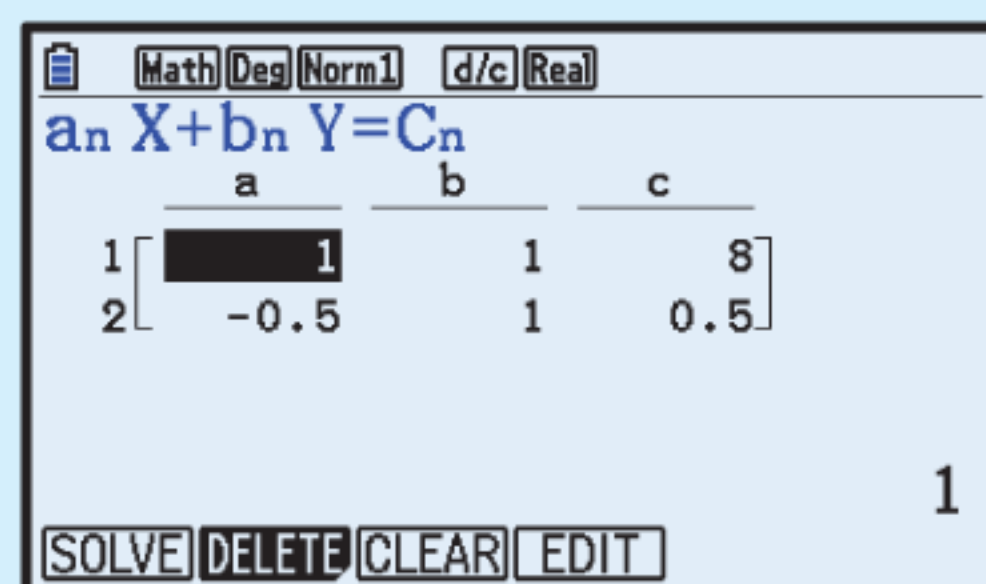 Math Deg Norm1 d/c Real
an X+bn Y=Cn
a b c
1 1 1 8
2 -0.5 1 0.5
1
SOLVE DELETE CLEAR EDIT